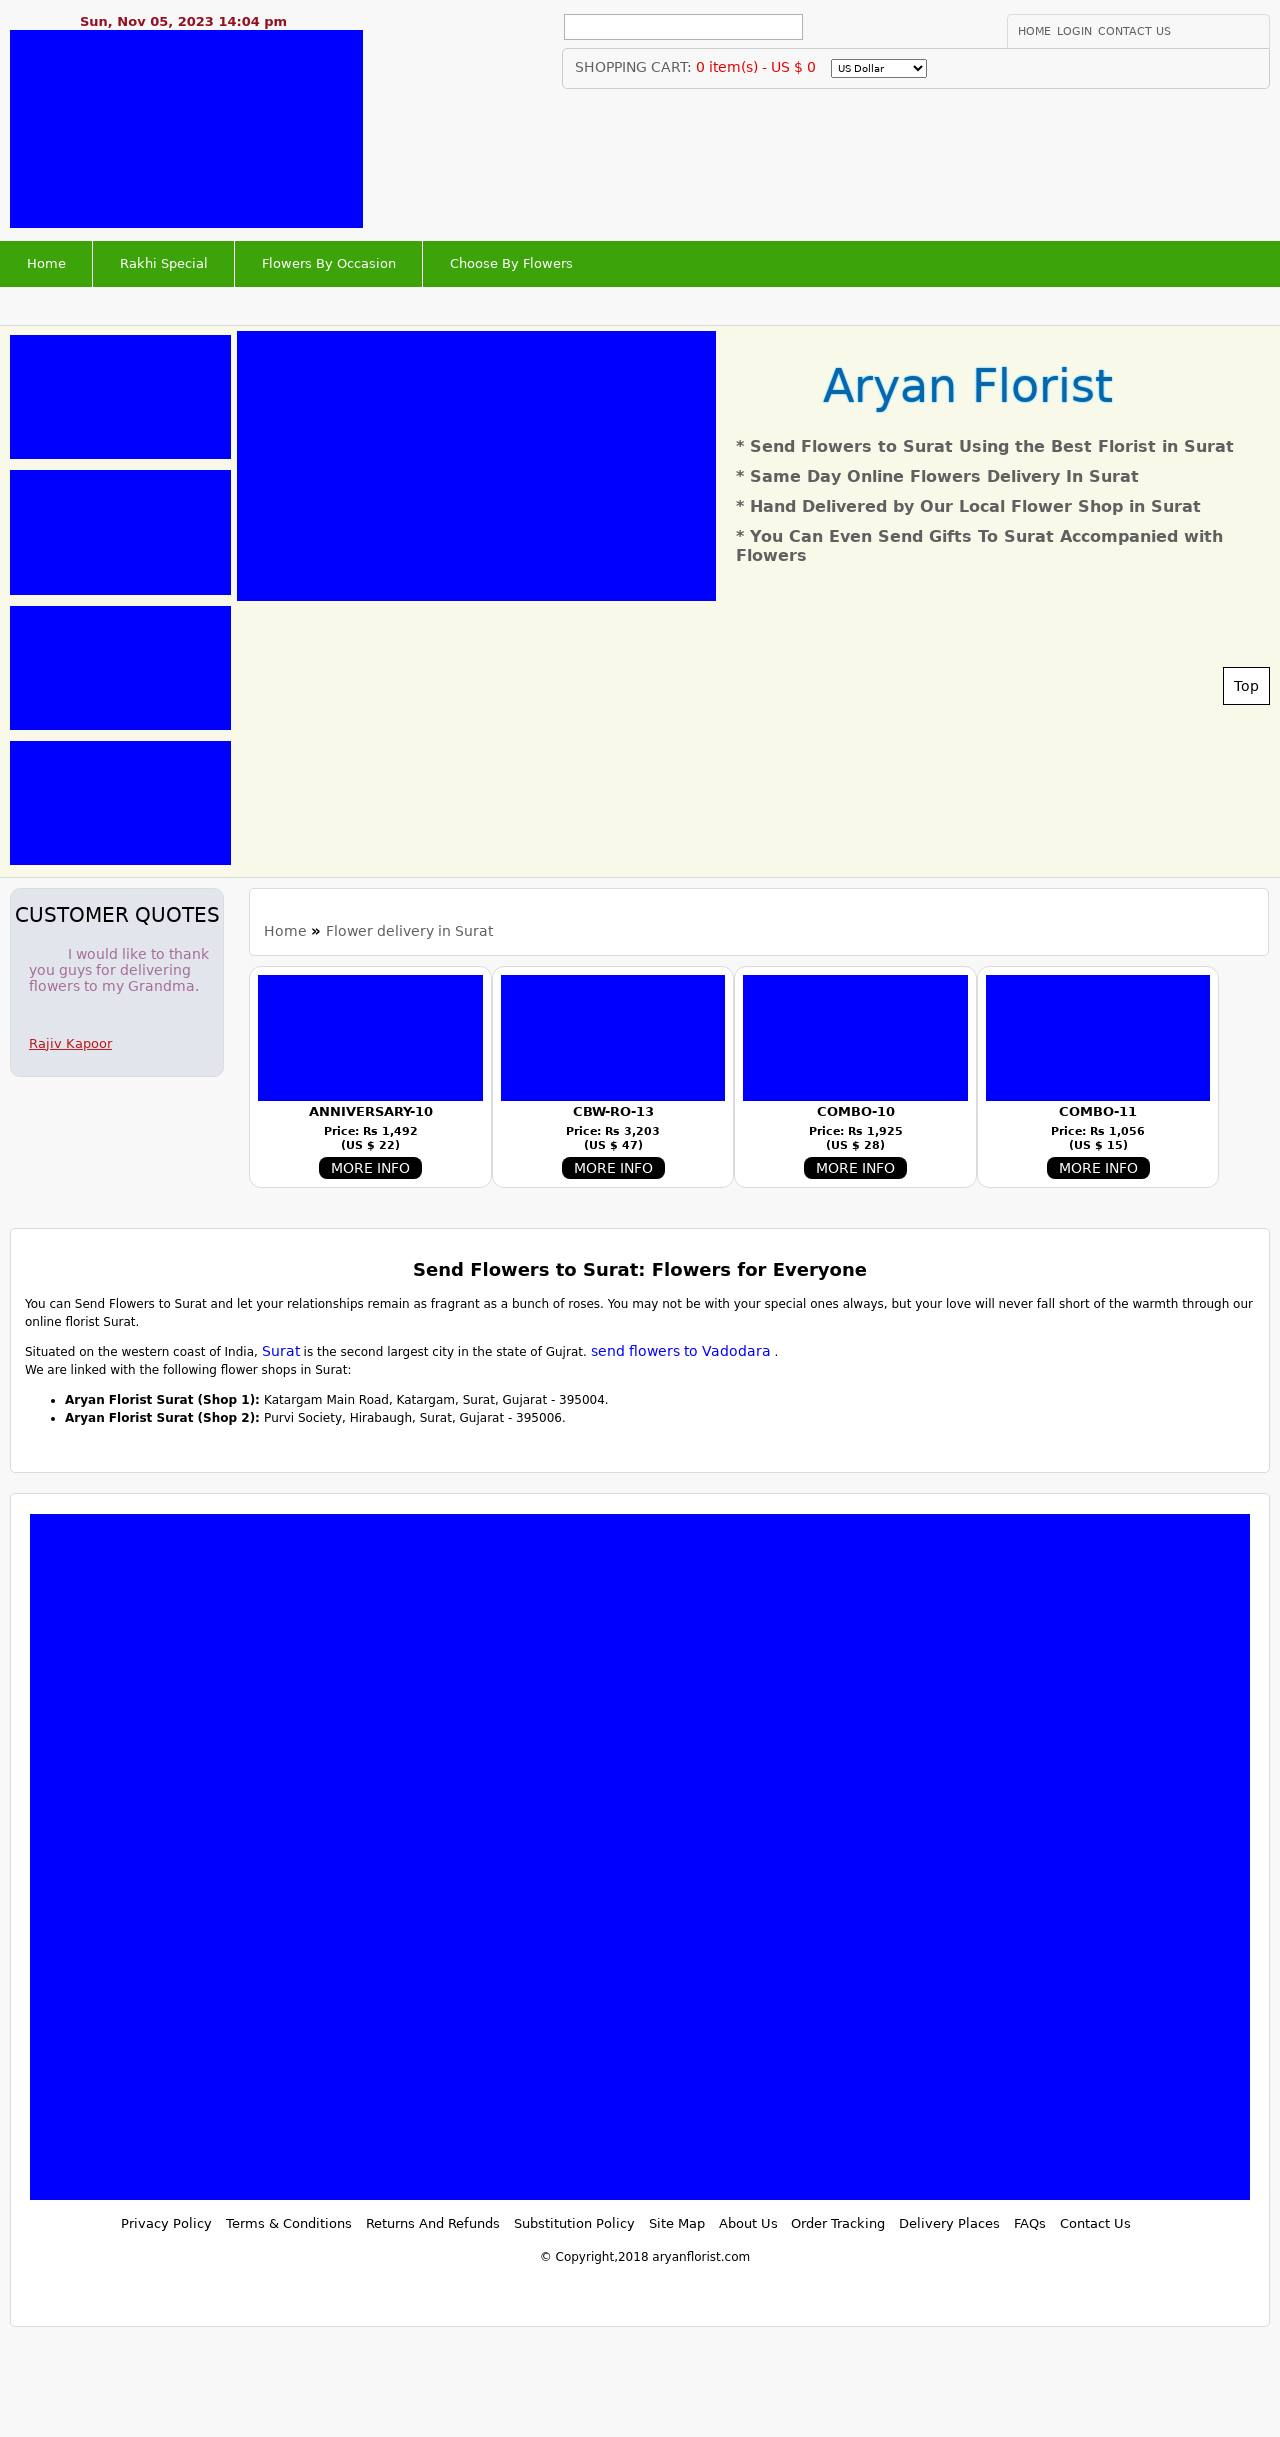 Sun, Nov 05, 2023 14:04 pm
HOME LOGIN CONTACT US
SHOPPING CART: 0 item(s) - US $ 0
US Dollar
Home
Rakhi Special
Flowers By Occasion
Choose By Flowers
Aryan Florist
* Send Flowers to Surat Using the Best Florist in Surat
* Same Day Online Flowers Delivery In Surat
* Hand Delivered by Our Local Flower Shop in Surat
* You Can Even Send Gifts To Surat Accompanied with
Flowers
Top
CUSTOMER QUOTES
I would like to thank
you guys for delivering
flowers to my Grandma.
Rajiv Kapoor
Home » Flower delivery in Surat
ANNIVERSARY-10
Price: Rs 1,492
(US $ 22)
MORE INFO
CBW-RO-13
Price: Rs 3,203
(US $ 47)
MORE INFO
COMBO-10
Price: Rs 1,925
(US $ 28)
MORE INFO
COMBO-11
Price: Rs 1,056
(US $ 15)
MORE INFO
Send Flowers to Surat: Flowers for Everyone
You can Send Flowers to Surat and let your relationships remain as fragrant as a bunch of roses. You may not be with your special ones always, but your love will never fall short of the warmth through our
online florist Surat.
Situated on the western coast of India, Surat is the second largest city in the state of Gujrat. send flowers to Vadodara .
We are linked with the following flower shops in Surat:
• Aryan Florist Surat (Shop 1): Katargam Main Road, Katargam, Surat, Gujarat - 395004.
• Aryan Florist Surat (Shop 2): Purvi Society, Hirabaugh, Surat, Gujarat - 395006.
Privacy Policy Terms & Conditions Returns And Refunds Substitution Policy Site Map About Us Order Tracking Delivery Places FAQs Contact Us
© Copyright,2018 aryanflorist.com